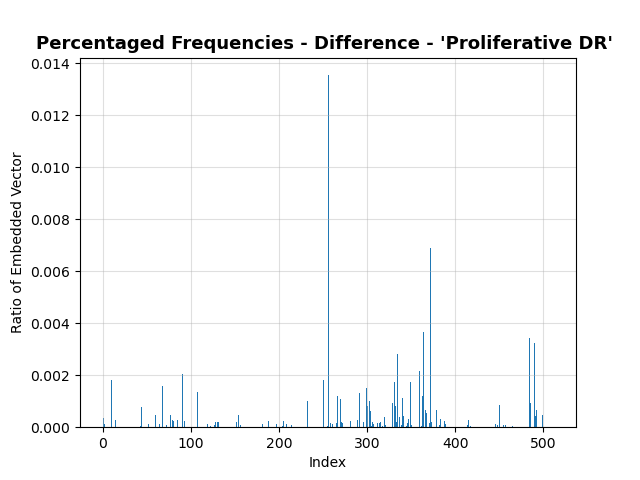 Percentaged Frequencies - Difference - 'Proliferative DR'
0.014
0.012
0.010
0.008
0.006
0.004
0.002
0.000
Ratio of Embedded Vector
0 100 200 300 400 500
Index